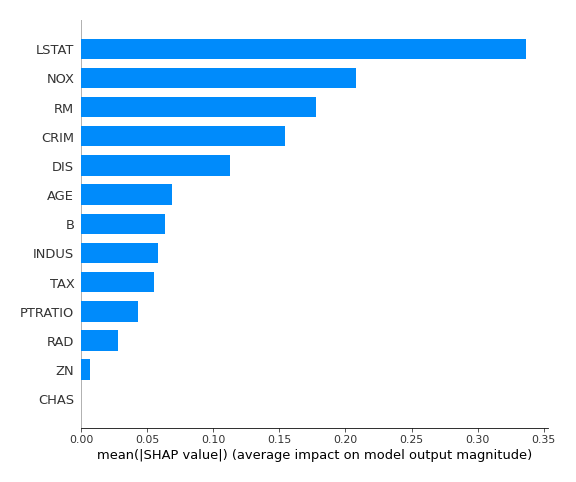 LSTAT
NOX
RM
CRIM
DIS
AGE
B
INDUS
TAX
PTRATIO
RAD
ZN
CHAS
0.00 0.05 0.10 0.15 0.20 0.25 0.30 0.35
mean(|SHAP value|) (average impact on model output magnitude)